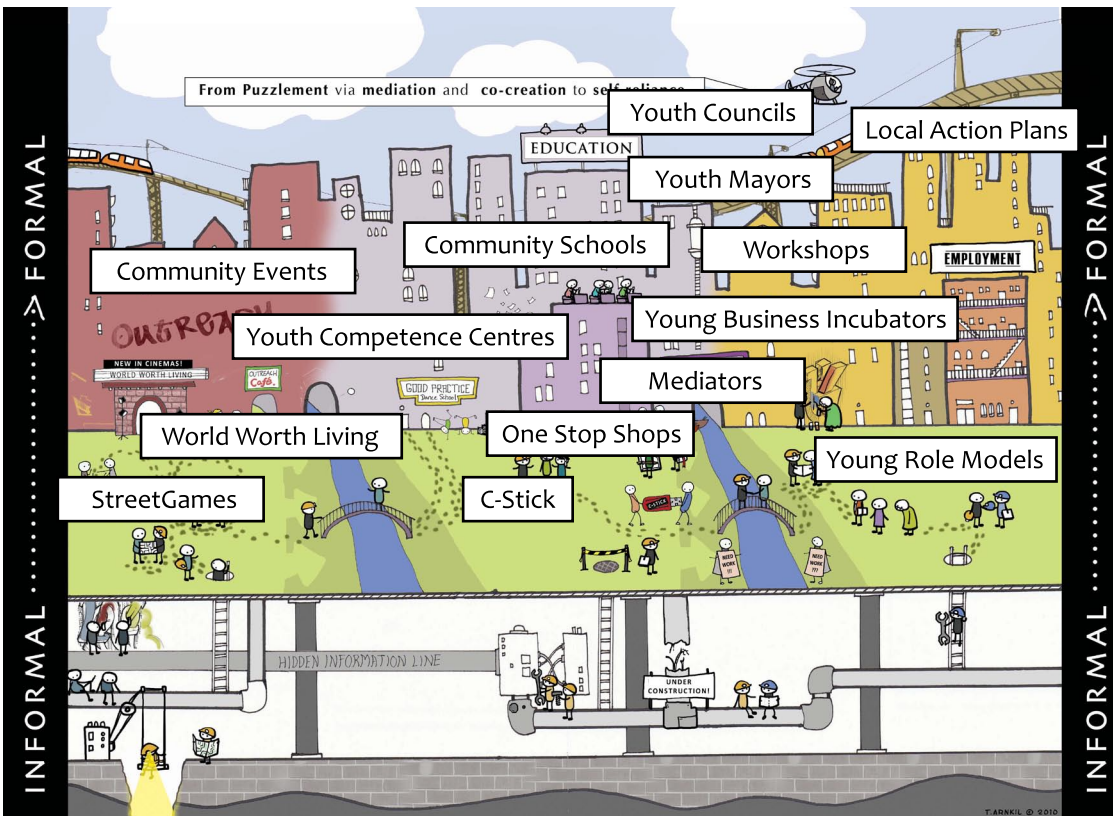 From Puzzlement via mediation and co-creation to self-reliance
Youth Councils
Local Action Plans
EDUCATION
Youth Mayors
Community Schools
Workshops
EMPLOYMENT
Community Events
OUTREACH
Young Business Incubators
Youth Competence Centres
NEW IN CINEMAS!
WORLD WORTH LIVING
OUTREACH
Café.
GOOD PRACTICE
Dance School
Mediators
World Worth Living
One Stop Shops
Young Role Models
StreetGames
C-Stick
C-STICK
NEED
WORK
!!!
NEED
WORK
???
HIDDEN INFORMATION LINE
UNDER
CONSTRUCTION!
INFORMAL FORMAL
INFORMAL FORMAL
T. ARNKIL © 2010